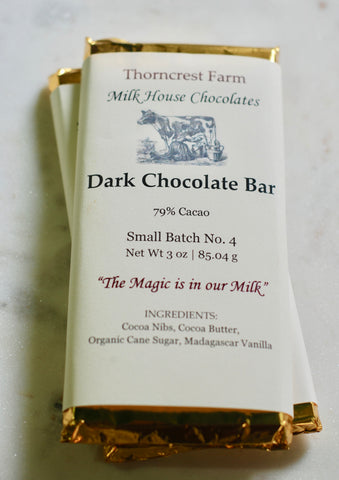 Thorncrest Farm
Milk House Chocolates
Dark Chocolate Bar
79% Cacao
Small Batch No. 4
Net Wt 3 oz | 85.04 g
“The Magic is in our Milk”
INGREDIENTS:
Cocoa Nibs, Cocoa Butter,
Organic Cane Sugar, Madagascar Vanilla